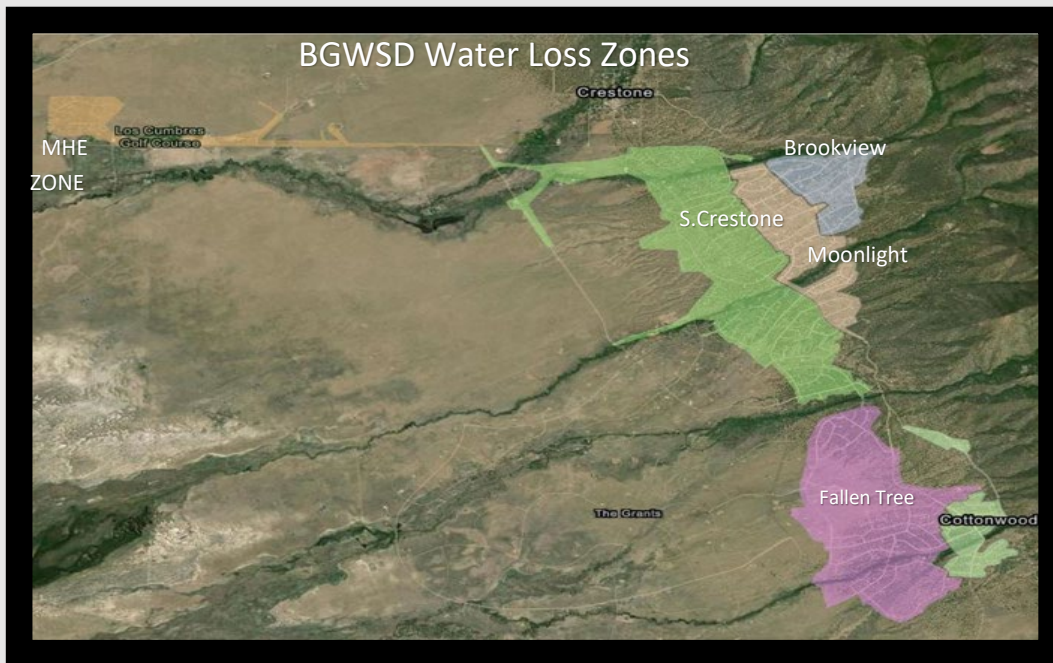 BGWSD Water Loss Zones
Crestone
Los Cumbres
Golf Course
MHE
ZONE
Brookview
S.Crestone
Moonlight
Fallen Tree
The Grants
Cottonwood